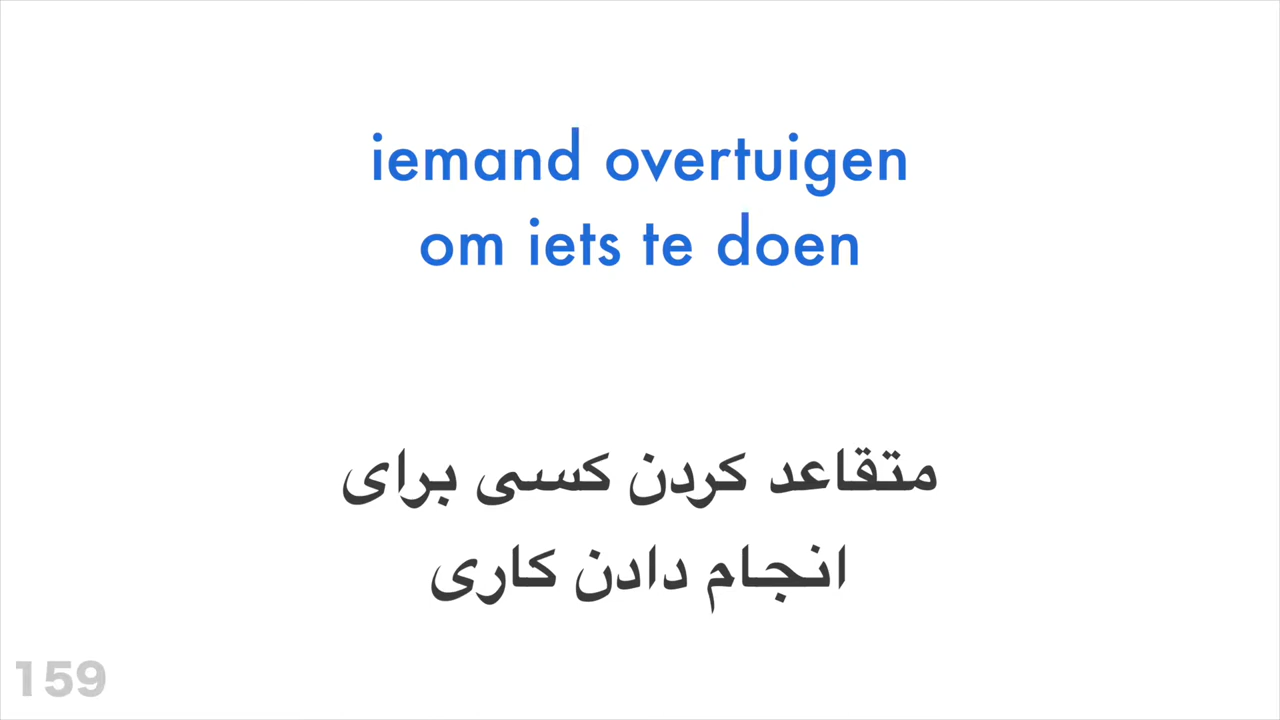 iemand overtuigen
om iets te doen
متقاعد کردن کسی برای
انجام دادن کاری
159